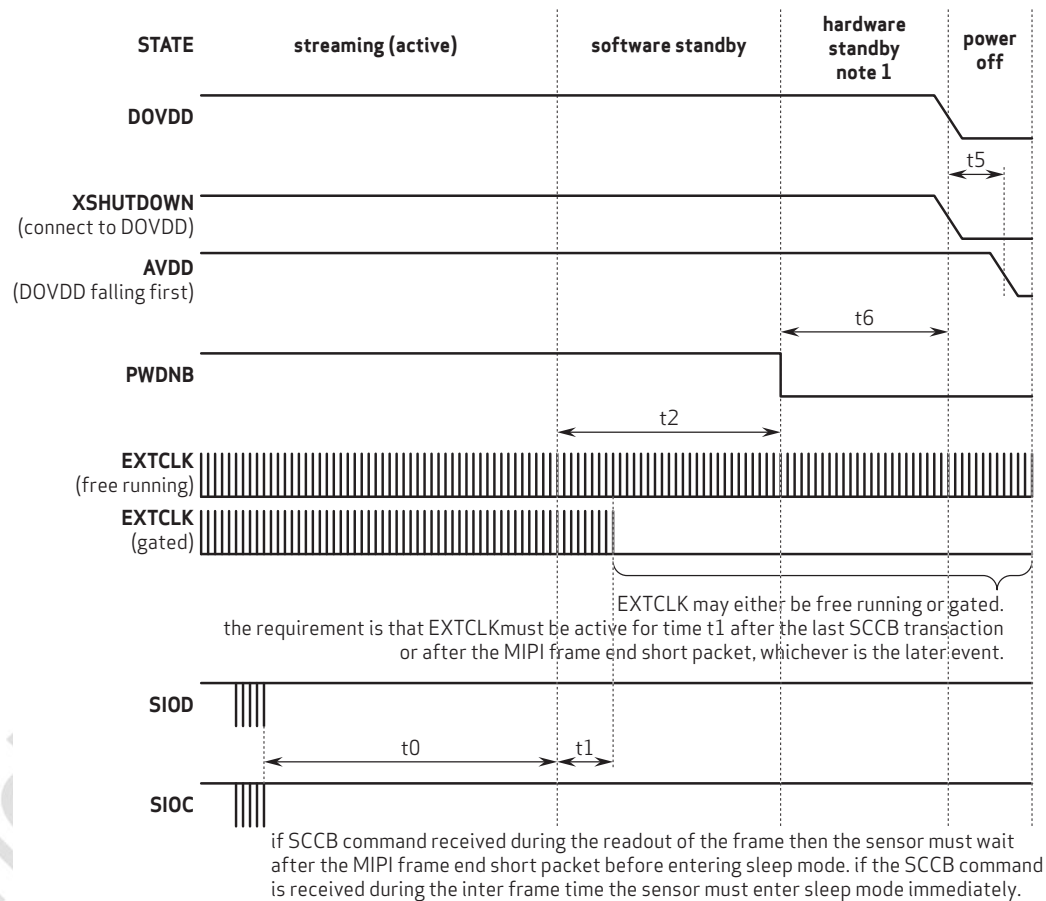 STATE
streaming (active)
software standby
hardware
standby
note 1
power
off
DOVDD
t5
XSHUTDOWN
(connect to DOVDD)
AVDD
(DOVDD falling first)
t6
PWDNB
t2
EXTCLK
(free running)
EXTCLK
(gated)
EXTCLK may either be free running or gated.
the requirement is that EXTCLKmust be active for time t1 after the last SCCB transaction
or after the MIPI frame end short packet, whichever is the later event.
SIOD
t0
t1
SIOC
if SCCB command received during the readout of the frame then the sensor must wait
after the MIPI frame end short packet before entering sleep mode. if the SCCB command
is received during the inter frame time the sensor must enter sleep mode immediately.